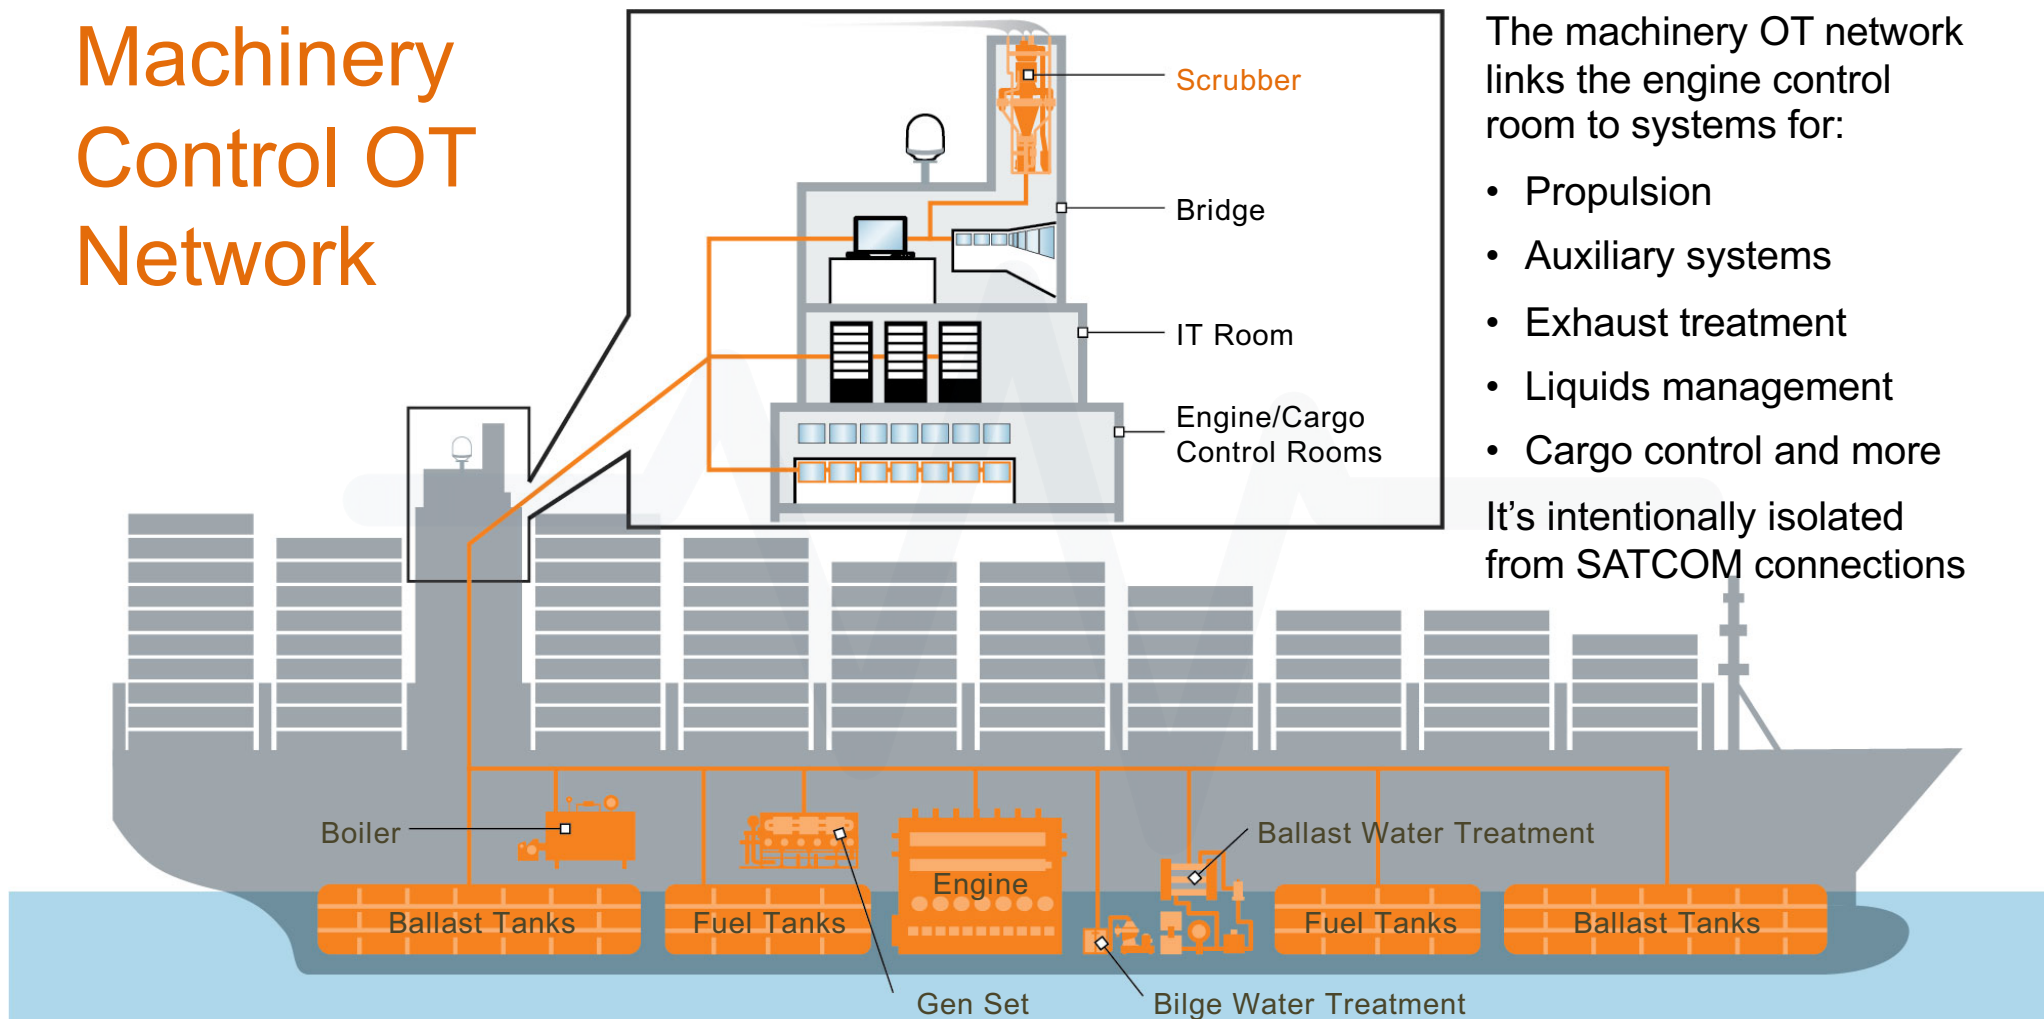 Machinery
Control OT
Network
Scrubber
Bridge
IT Room
Engine/Cargo
Control Rooms
The machinery OT network
links the engine control
room to systems for:
• Propulsion
• Auxiliary systems
• Exhaust treatment
• Liquids management
• Cargo control and more
It’s intentionally isolated
from SATCOM connections
Boiler
Ballast Water Treatment
Engine
Ballast Tanks
Fuel Tanks
Fuel Tanks
Ballast Tanks
Gen Set
Bilge Water Treatment